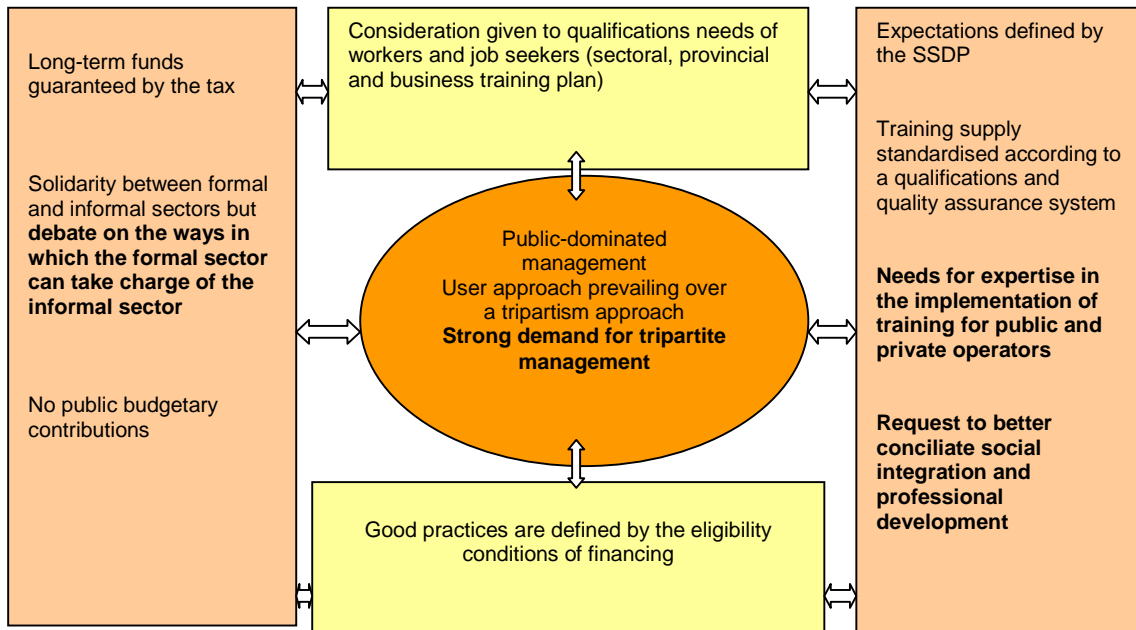 Long-term funds
guaranteed by the tax
Solidarity between formal
and informal sectors but
debate on the ways in
which the formal sector
can take charge of the
informal sector
No public budgetary
contributions
Consideration given to qualifications needs of
workers and job seekers (sectoral, provincial
and business training plan)
Public-dominated
management
User approach prevailing over
a tripartism approach
Strong demand for tripartite
management
Good practices are defined by the eligibility
conditions of financing
Expectations defined by
the SSDP
Training supply
standardised according to
a qualifications and
quality assurance system
Needs for expertise in
the implementation of
training for public and
private operators
Request to better
conciliate social
integration and
professional
development